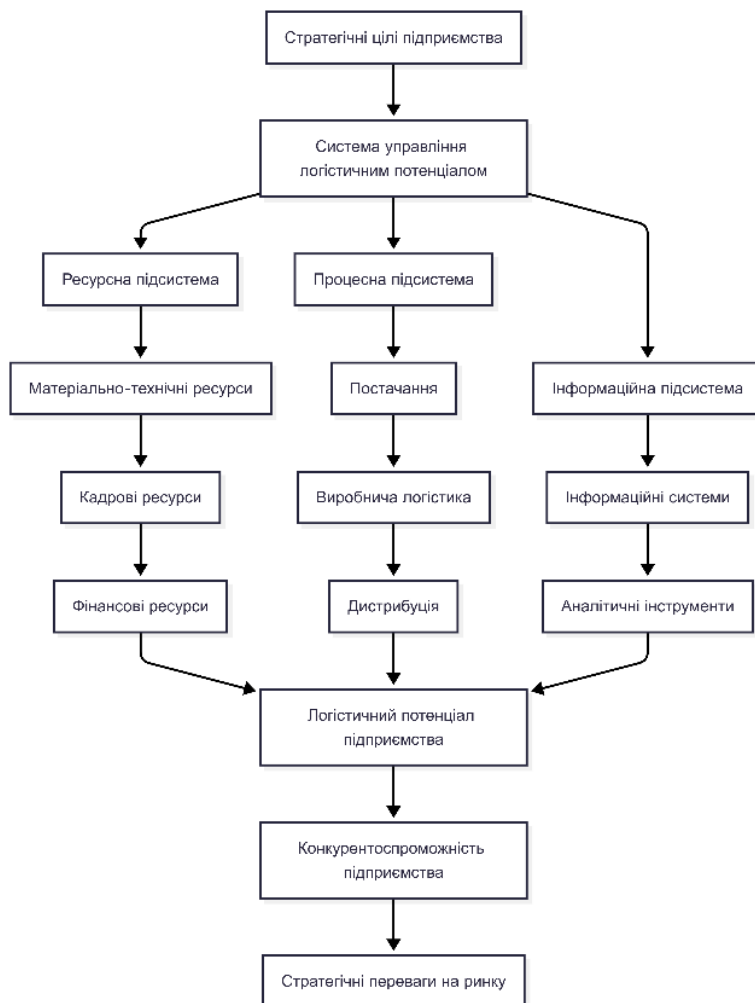 Стратегічні цілі підприємства
Система управління
логістичним потенціалом
Ресурсна підсистема
Процесна підсистема
Матеріально-технічні ресурси
Постачання
Інформаційна підсистема
Кадрові ресурси
Виробнича логістика
Інформаційні системи
Фінансові ресурси
Дистрибуція
Аналітичні інструменти
Логістичний потенціал
підприємства
Конкурентоспроможність
підприємства
Стратегічні переваги на ринку